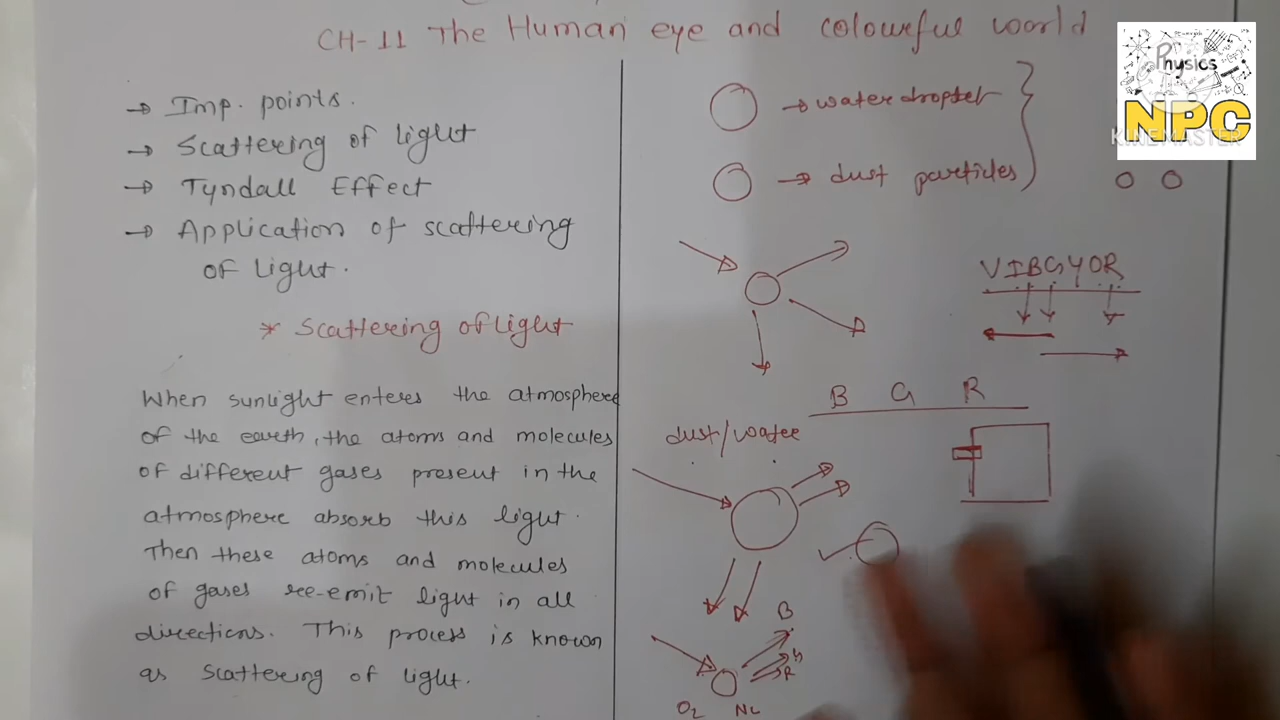 CH-11 The Human eye and colourful world
→ Imp. points.
→ Scattering of light
→ Tyndall Effect
→ Application of scattering
of light.
* Scattering of light
When sunlight enters the atmosphere
of the earth, the atoms and molecules
of different gases present in the
atmosphere absorb this light.
Then these atoms and molecules
of gases re-emit light in all
directions. This process is known
as scattering of light.
→ water droplet
→ dust particles
VIBGYOR
B G R
dust/water
B
G
R
O2 N2
Physics
NPC
KINEMASTER